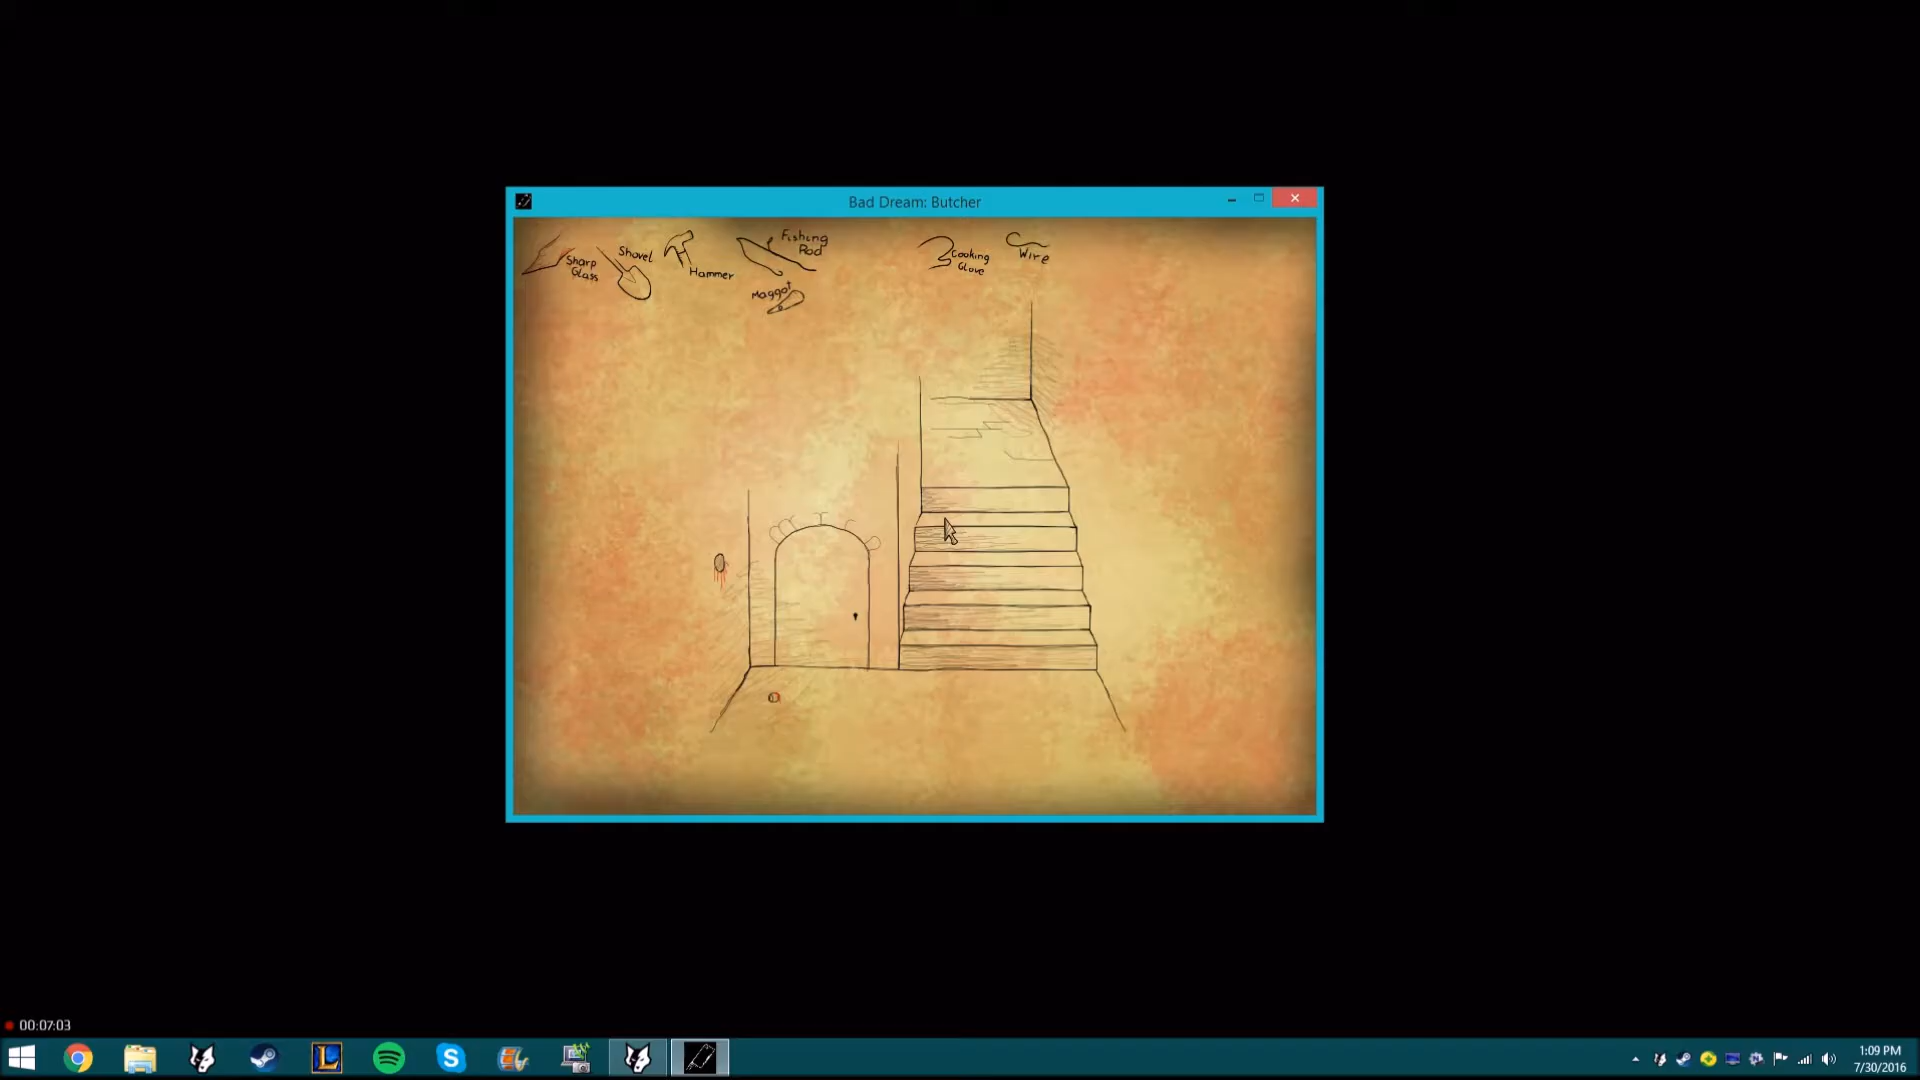 Bad Dream: Butcher
Sharp
Glass
Shovel
Hammer
Fishing
Rod
Maggot
Cooking
Glove
Wire
00:07:03
1:09 PM
7/30/2016